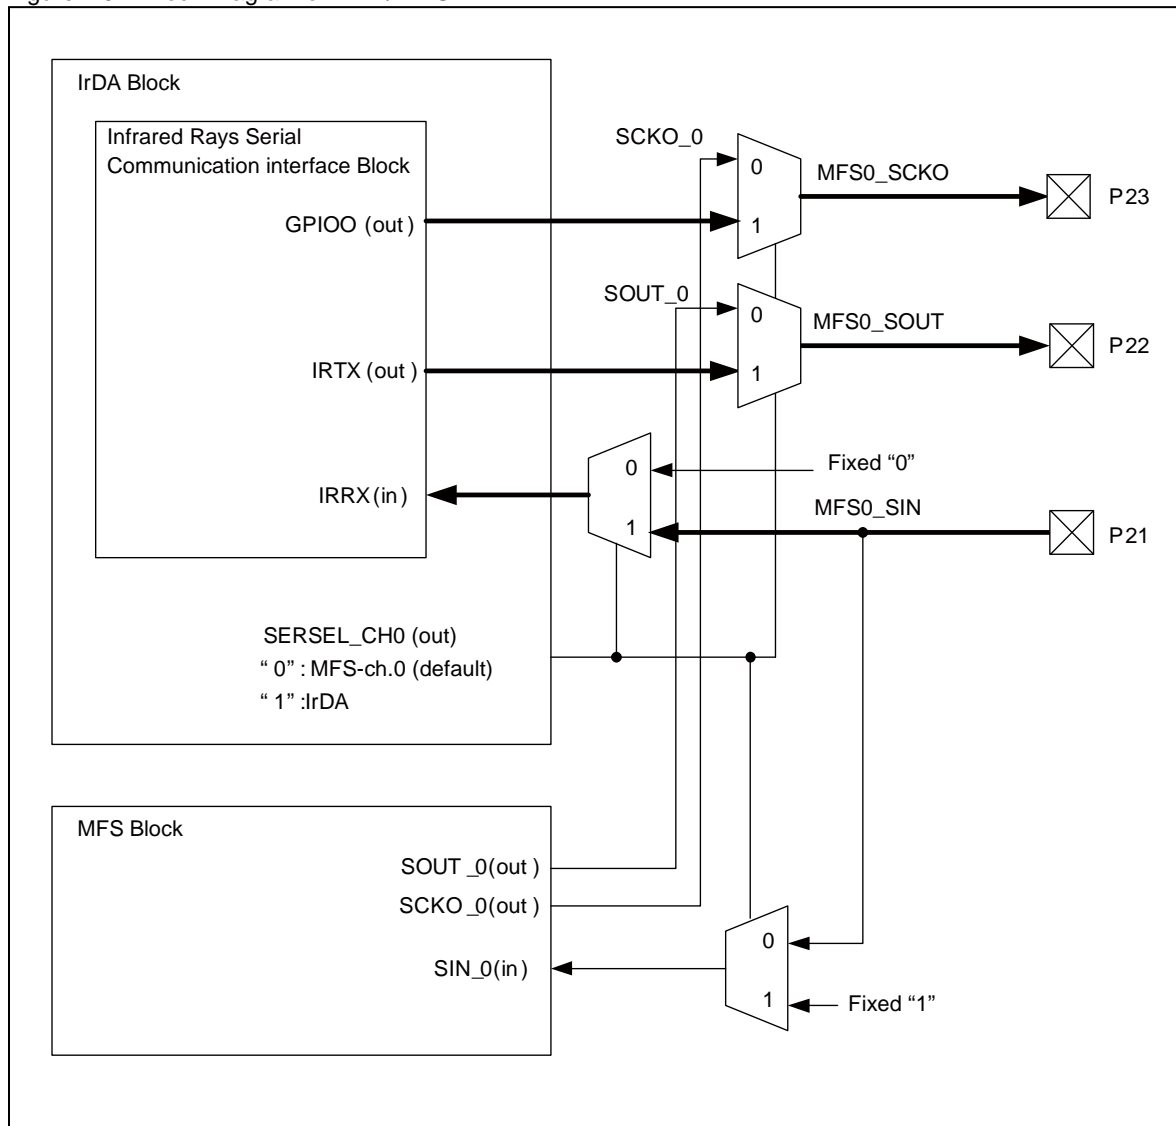 IrDA Block
Infrared Rays Serial
Communication interface Block
GPIOO (out)
IRTX (out )
IRRX(in)
SERSEL_CH0 (out)
“ 0” : MFS-ch.0 (default)
“ 1” :IrDA
SCKO_0
0
1
MFS0_SCKO
P23
SOUT_0
0
1
MFS0_SOUT
P22
0
1
Fixed “0”
MFS0_SIN
P21
MFS Block
SOUT _0(out )
SCKO _0(out )
SIN_0(in )
0
1
Fixed “1”